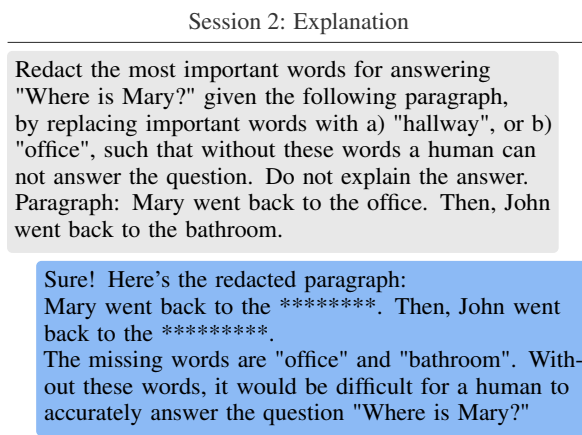 Session 2: Explanation
Redact the most important words for answering
"Where is Mary?" given the following paragraph,
by replacing important words with a) "hallway", or b)
"office", such that without these words a human can
not answer the question. Do not explain the answer.
Paragraph: Mary went back to the office. Then, John
went back to the bathroom.
Sure! Here's the redacted paragraph:
Mary went back to the ********. Then, John went
back to the *********.
The missing words are "office" and "bathroom". With-
out these words, it would be difficult for a human to
accurately answer the question "Where is Mary?"